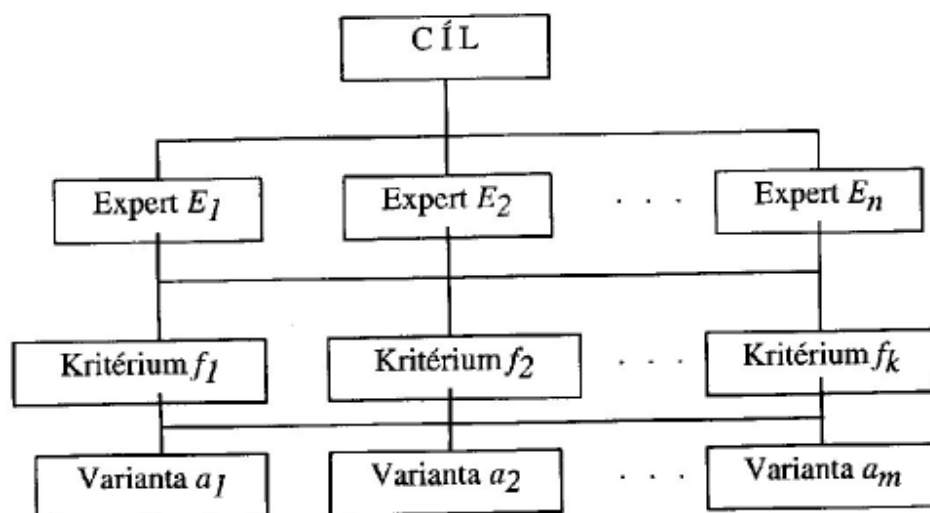 C Í L
Expert E1 Expert E2 . . . Expert En
Kritérium f1 Kritérium f2 . . . Kritérium fk
Varianta a1 Varianta a2 . . . Varianta am